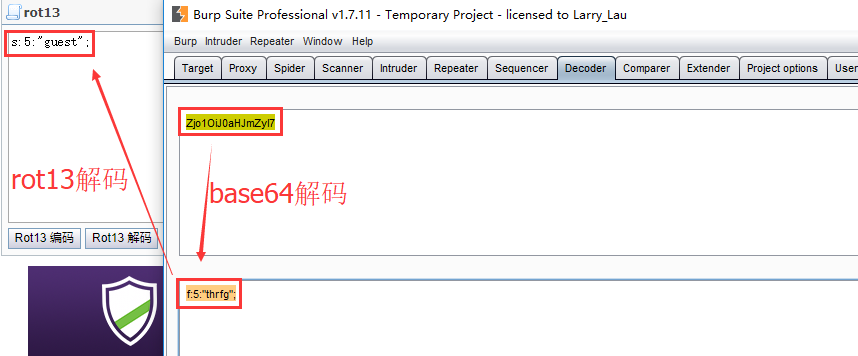 rot13
s:5:"guest";
rot13解码
Rot13 编码 Rot13 解码
Burp Suite Professional v1.7.11 - Temporary Project - licensed to Larry_Lau
Burp Intruder Repeater Window Help
Target Proxy Spider Scanner Intruder Repeater Sequencer Decoder Comparer Extender Project options User
Zjo1OiJ0aHJmZyI7
base64解码
f:5:"thrfg";